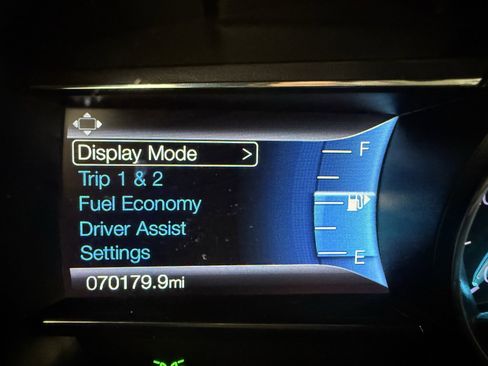 Display Mode >
F
Trip 1 & 2
Fuel Economy
Driver Assist
Settings
E
070179.9mi